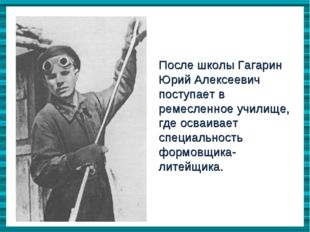 После школы Гагарин
Юрий Алексеевич
поступает в
ремесленное училище,
где осваивает
специальность
формовщика-
литейщика.